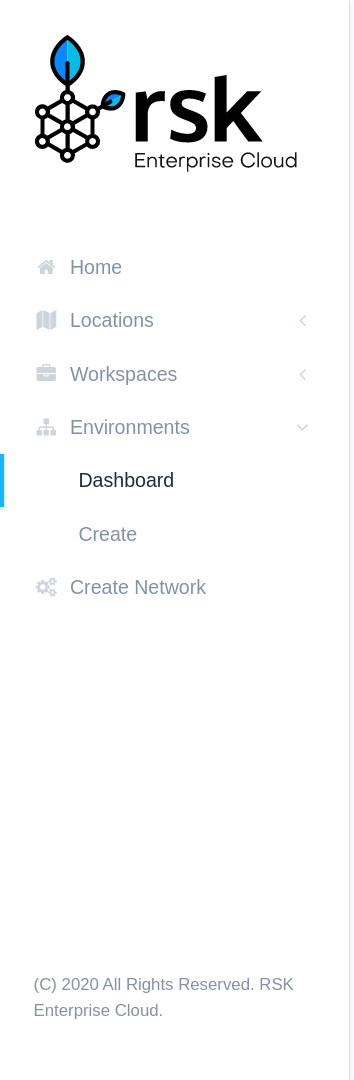 rsk
Enterprise Cloud
Home
Locations
Workspaces
Environments
Dashboard
Create
Create Network
(C) 2020 All Rights Reserved. RSK
Enterprise Cloud.